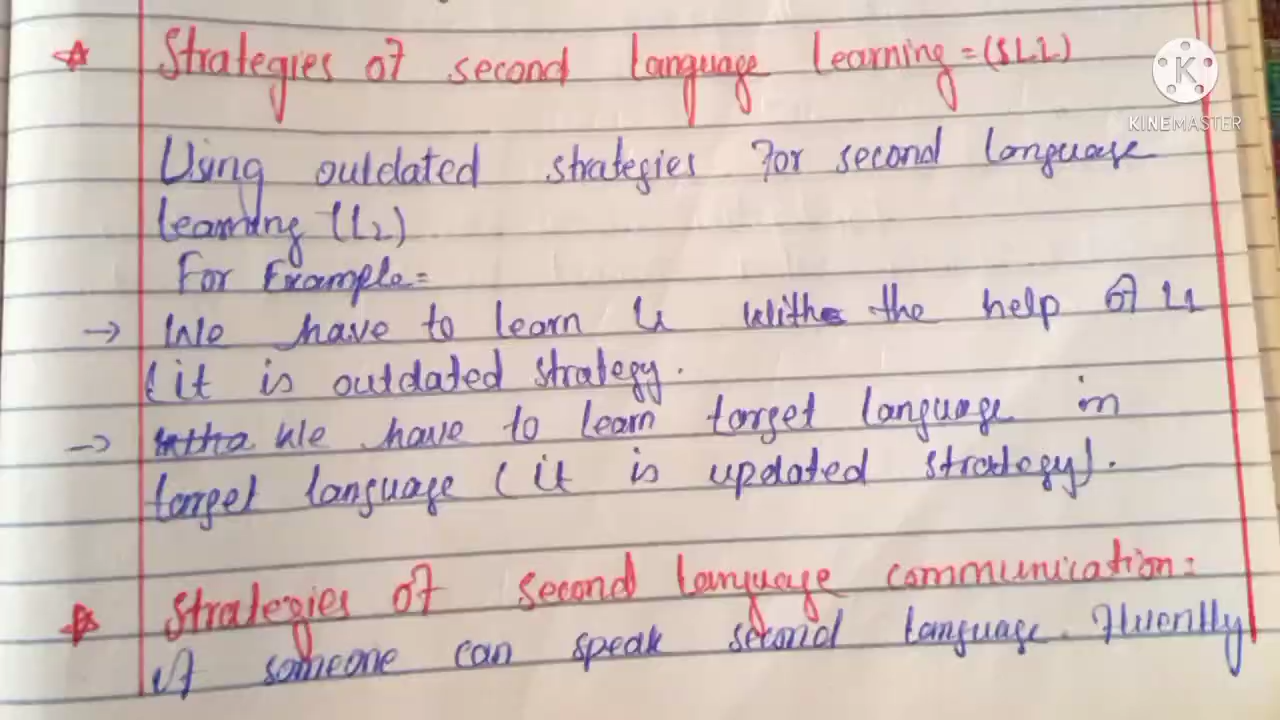 ☆ Strategies of second Language Learning=(SLL)
Using outdated strategies for second Language
Learning (L2)
For Example=
→ We have to learn L2 with the help of L1
(it is outdated strategy.
→ We have to learn target language in
target language (it is updated strategy).
Strategies of second Language communication:
if someone can speak second language fluently
K
KINEMASTER